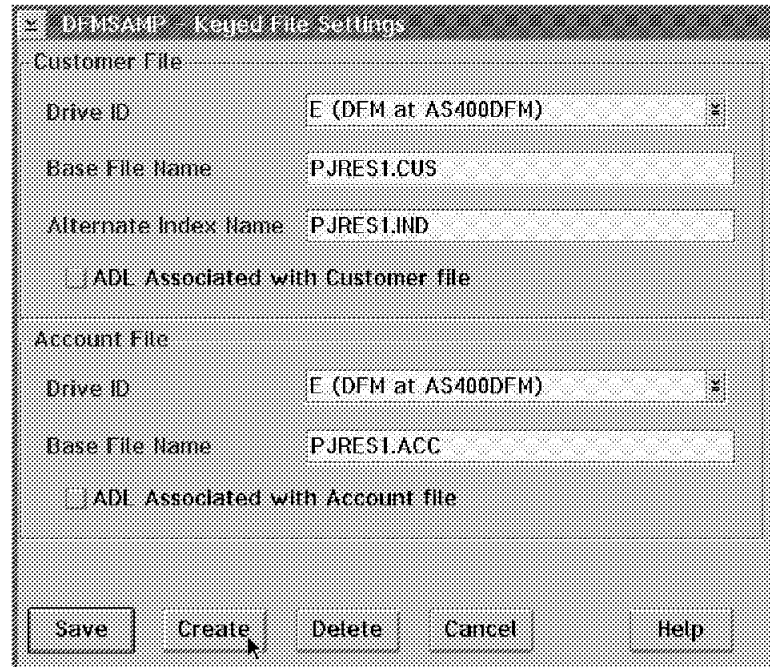 DFMSAMP - Keyed File Settings
Customer File
Drive ID E (DFM at AS400DFM)
Base File Name PJRES1.CUS
Alternate Index Name PJRES1.IND
ADL Associated with Customer file
Account File
Drive ID E (DFM at AS400DFM)
Base File Name PJRES1.ACC
ADL Associated with Account file
Save Create Delete Cancel Help